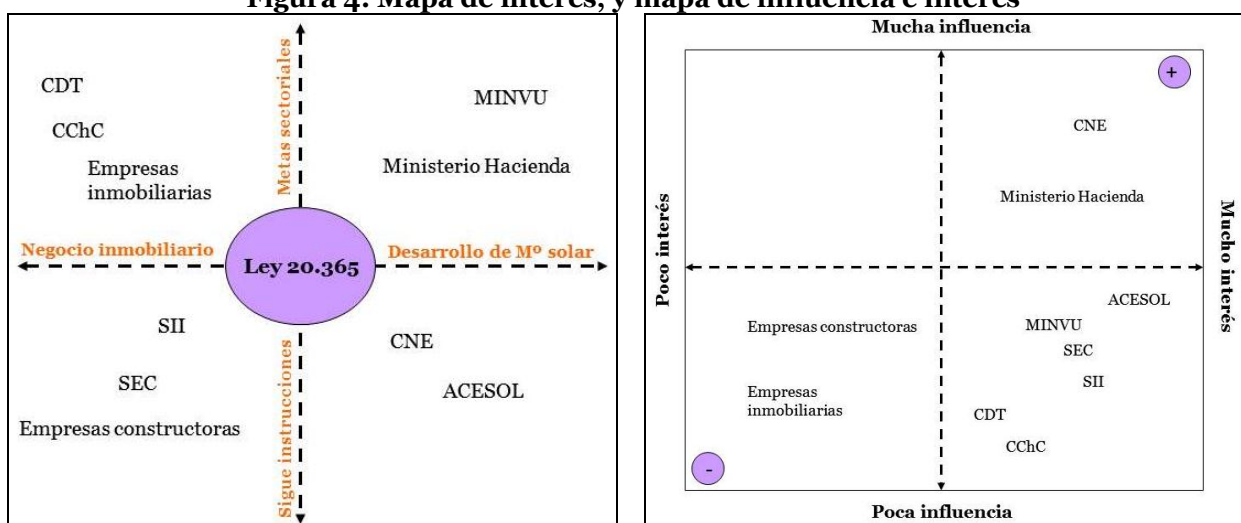 Figura 4. Mapa de interés, y mapa de influencia e interés
CDT
CChC
Empresas
inmobiliarias
Metas sectoriales
MINVU
Ministerio Hacienda
Negocio inmobiliario
Ley 20.365
Desarrollo de Mº solar
SII
SEC
Empresas constructoras
Sigue instrucciones
CNE
ACESOL
Mucha influencia
+
CNE
Ministerio Hacienda
Poco interés
Mucho interés
ACESOL
Empresas constructoras
MINVU
SEC
SII
Empresas
inmobiliarias
CDT
CChC
-
Poca influencia